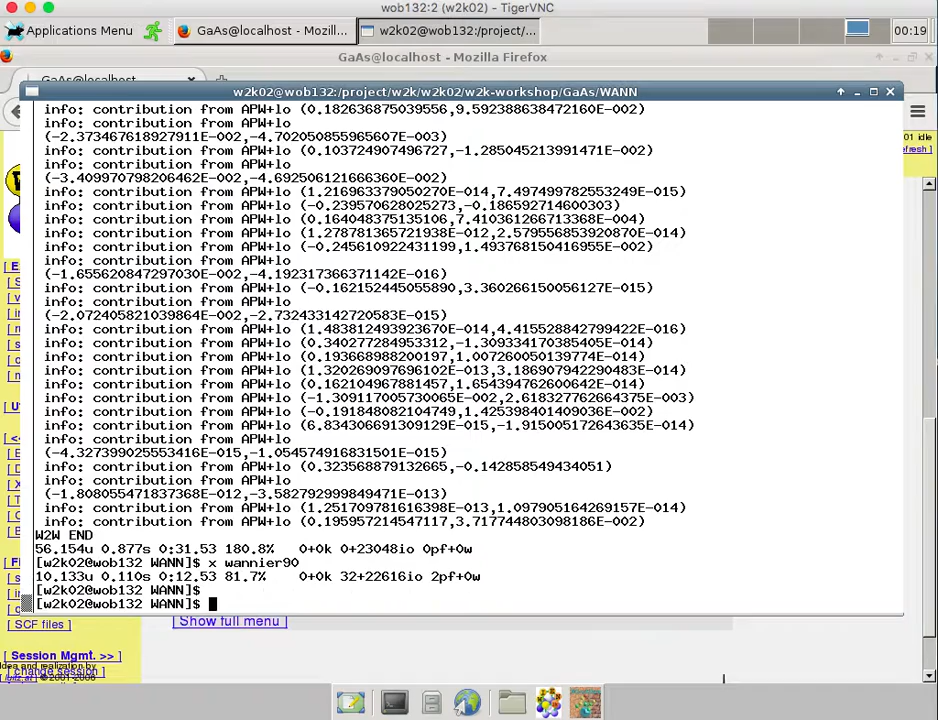 wob132:2 (w2k02) - TigerVNC
Applications Menu
GaAs@localhost - Mozill...
w2k02@wob132:/project/...
00:19
GaAs@localhost - Mozilla Firefox
GaAs@localhost
w2k02@wob132:/project/w2k/w2k02/w2k-workshop/GaAs/WANN
info: contribution from APW+lo (0.182636875039556,9.592388638472160E-002)
info: contribution from APW+lo
(-2.373467618927911E-002,-4.702050855965607E-003)
info: contribution from APW+lo (0.103724907496727,-1.285045213991471E-002)
info: contribution from APW+lo
(-3.409970798206462E-002,-4.692506121666360E-002)
info: contribution from APW+lo (1.216963379050270E-014,7.497499782553249E-015)
info: contribution from APW+lo (-0.239570628025273,-0.186592714600303)
info: contribution from APW+lo (0.164048375135106,7.410361266713368E-004)
info: contribution from APW+lo (1.278781365721938E-012,2.579556853920870E-014)
info: contribution from APW+lo (-0.245610922431199,1.493768150416955E-002)
info: contribution from APW+lo
(-1.655620847297030E-002,-4.192317366371142E-016)
info: contribution from APW+lo (-0.162152445055890,3.360266150056127E-015)
info: contribution from APW+lo
(-2.072405821039864E-002,-2.732433142720583E-015)
info: contribution from APW+lo (1.483812493923670E-014,4.415528842799422E-016)
info: contribution from APW+lo (0.340277284953312,-1.309334170385405E-014)
info: contribution from APW+lo (0.193668988200197,1.007260050139774E-014)
info: contribution from APW+lo (1.320269097696102E-013,3.186907942290483E-014)
info: contribution from APW+lo (0.162104967881457,1.654394762600642E-014)
info: contribution from APW+lo (-1.309117005730065E-002,2.618327762664375E-003)
info: contribution from APW+lo (-0.191848082104749,1.425398401409036E-002)
info: contribution from APW+lo (6.834306691309129E-015,-1.915005172643635E-014)
info: contribution from APW+lo
(-4.327399025553416E-015,-1.054574916831501E-015)
info: contribution from APW+lo (0.323568879132665,-0.142858549434051)
info: contribution from APW+lo
(-1.808055471837368E-012,-3.582792999849471E-013)
info: contribution from APW+lo (1.251709781616398E-014,1.097905164269157E-014)
info: contribution from APW+lo (0.195957214547117,3.717744803098186E-002)
W2W END
56.154u 0.877s 0:31.53 180.8% 0+0k 0+23048io 0pf+0w
[w2k02@wob132 WANN]$ x wannier90
10.133u 0.110s 0:12.53 81.7% 0+0k 32+22616io 2pf+0w
[w2k02@wob132 WANN]$
[w2k02@wob132 WANN]$
[ SCF files ]
[ Show full menu ]
[ Session Mgmt. >> ]
[ change session ]
Idea and realization by
© 2001-2006
01 idle
efresh ]